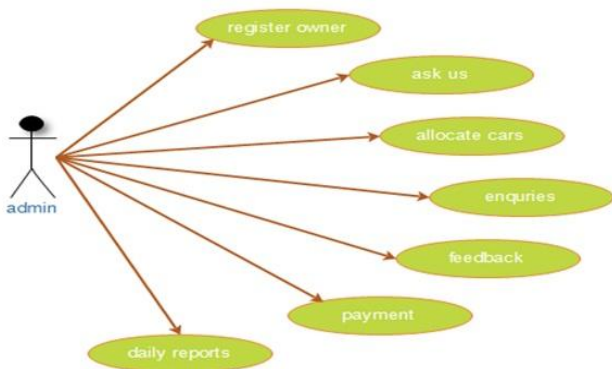 register owner
ask us
allocate cars
admin
enquries
feedback
payment
daily reports